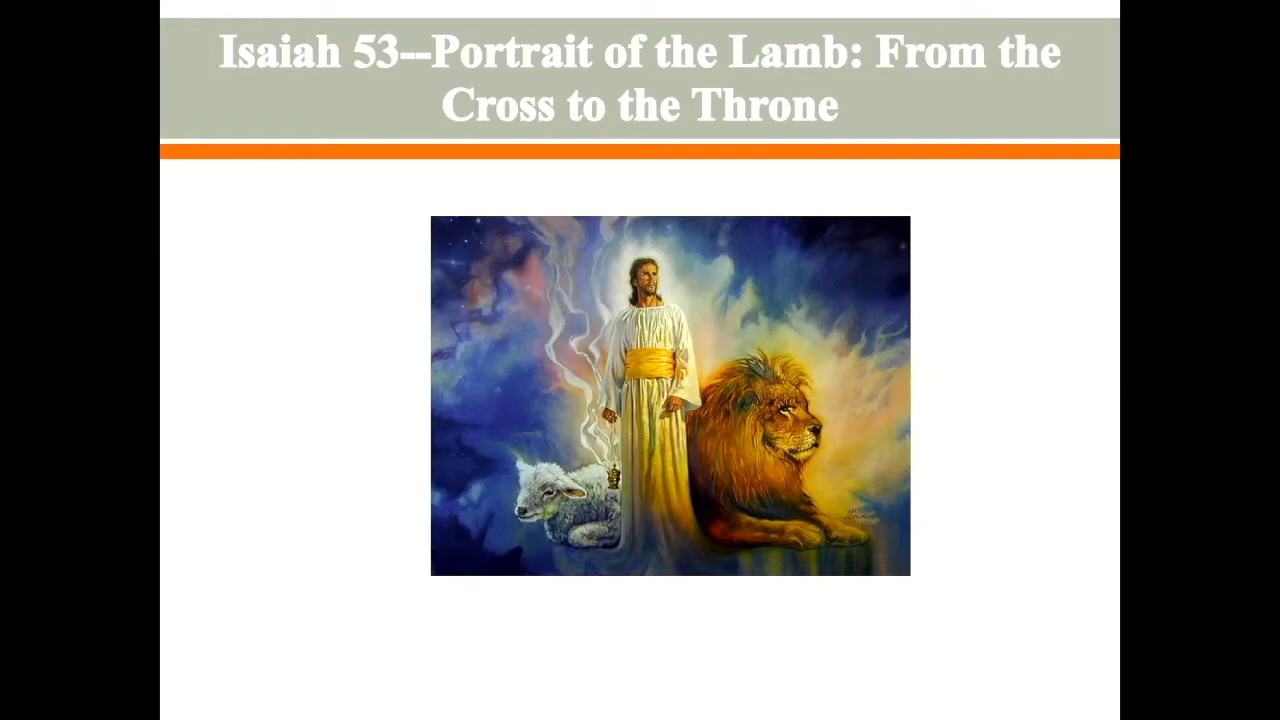 Isaiah 53--Portrait of the Lamb: From the
Cross to the Throne